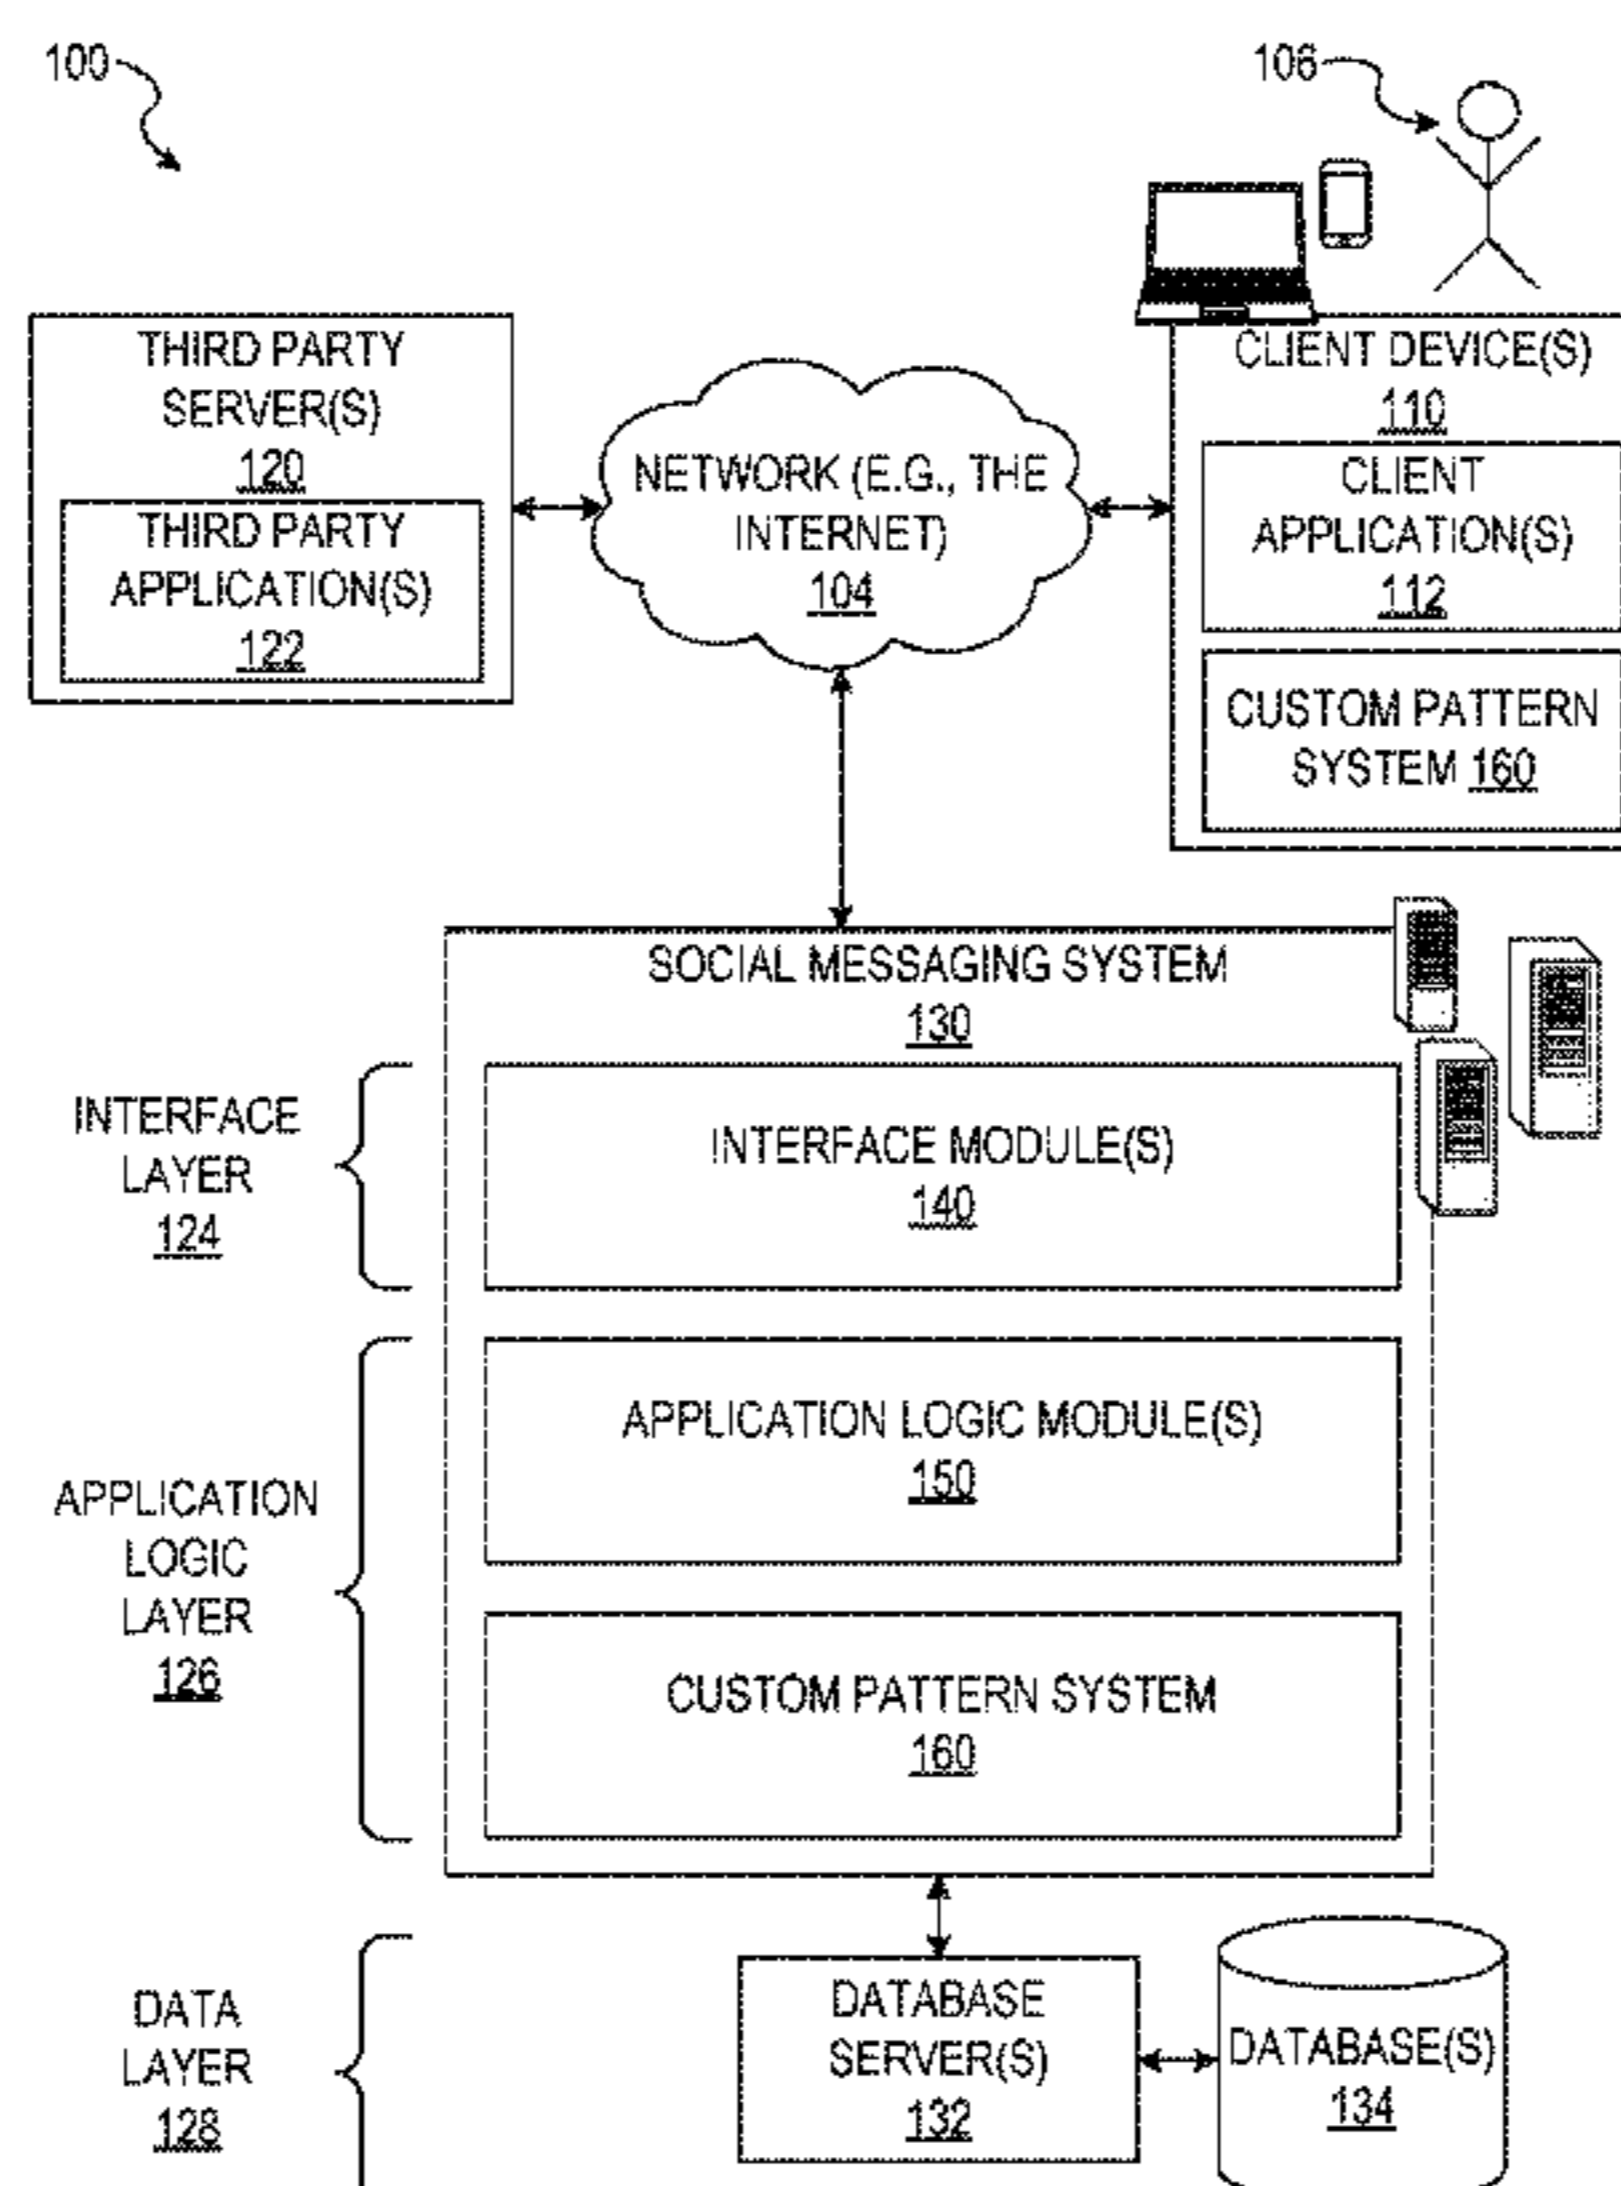 100
106
THIRD PARTY
SERVER(S)
120
THIRD PARTY
APPLICATION(S)
122
NETWORK (E.G., THE
INTERNET)
104
CLIENT DEVICE(S)
110
CLIENT
APPLICATION(S)
112
CUSTOM PATTERN
SYSTEM 160
SOCIAL MESSAGING SYSTEM
130
INTERFACE
LAYER
124
INTERFACE MODULE(S)
140
APPLICATION
LOGIC
LAYER
126
APPLICATION LOGIC MODULE(S)
150
CUSTOM PATTERN SYSTEM
160
DATA
LAYER
128
DATABASE
SERVER(S)
132
DATABASE(S)
134